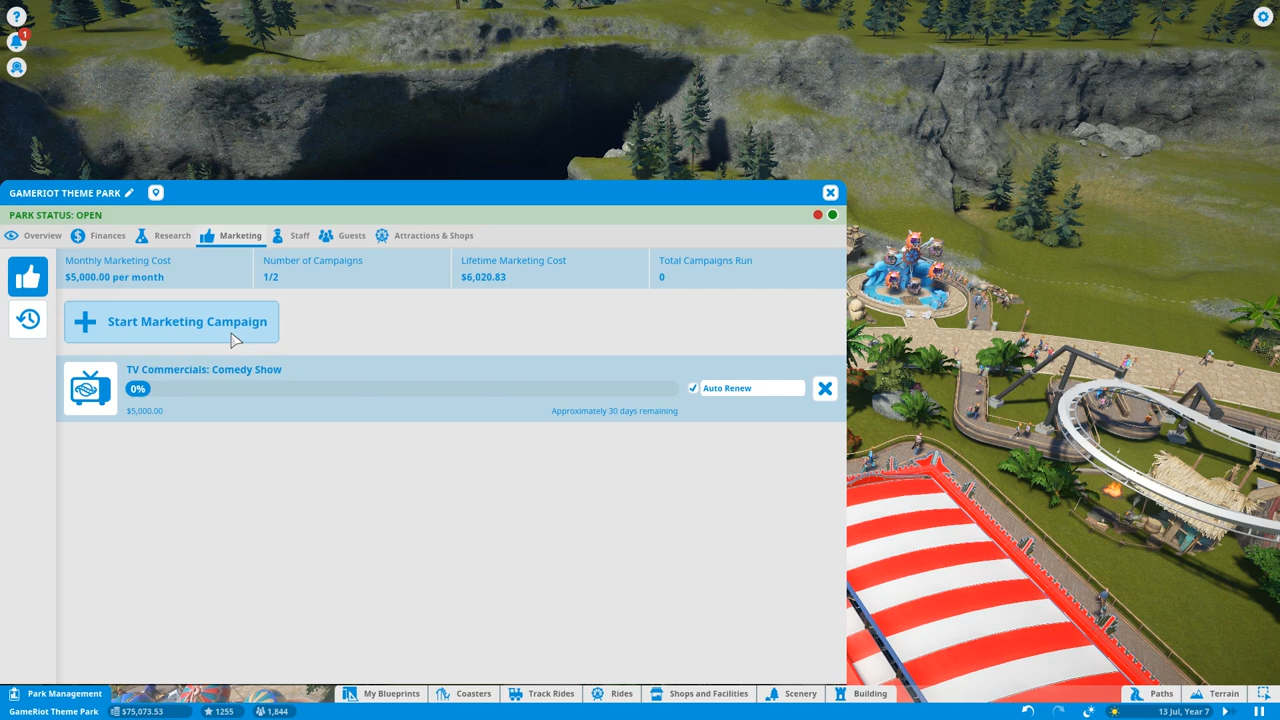 ?
1
GAMERIOT THEME PARK
PARK STATUS: OPEN
Overview Finances Research Marketing Staff Guests Attractions & Shops
Monthly Marketing Cost Number of Campaigns Lifetime Marketing Cost Total Campaigns Run
$5,000.00 per month 1/2 $6,020.83 0
Start Marketing Campaign
TV Commercials: Comedy Show
0% Auto Renew
$5,000.00 Approximately 30 days remaining
Park Management My Blueprints Coasters Track Rides Rides Shops and Facilities Scenery Building Paths Terrain
GameRiot Theme Park $75,073.53 1255 1,844 13 Jul, Year 7